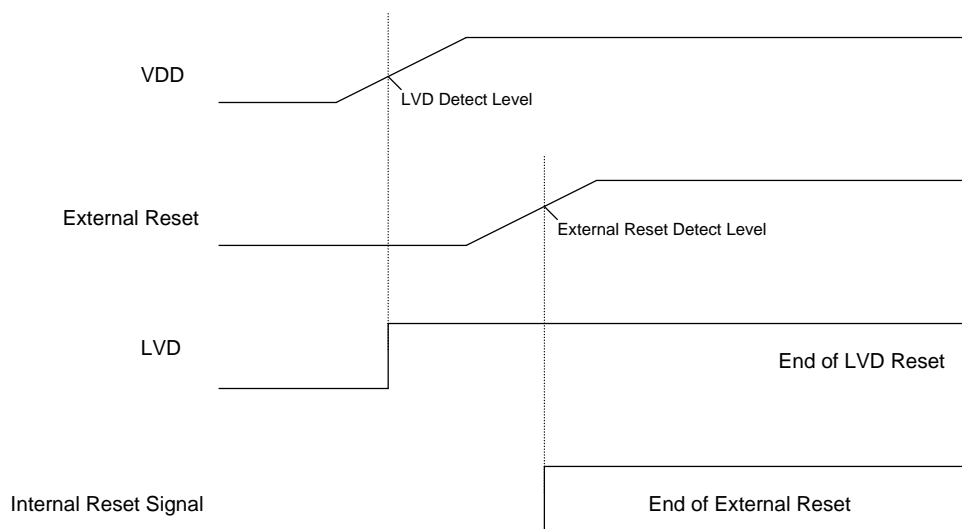 VDD
LVD Detect Level
External Reset
External Reset Detect Level
LVD
End of LVD Reset
Internal Reset Signal
End of External Reset